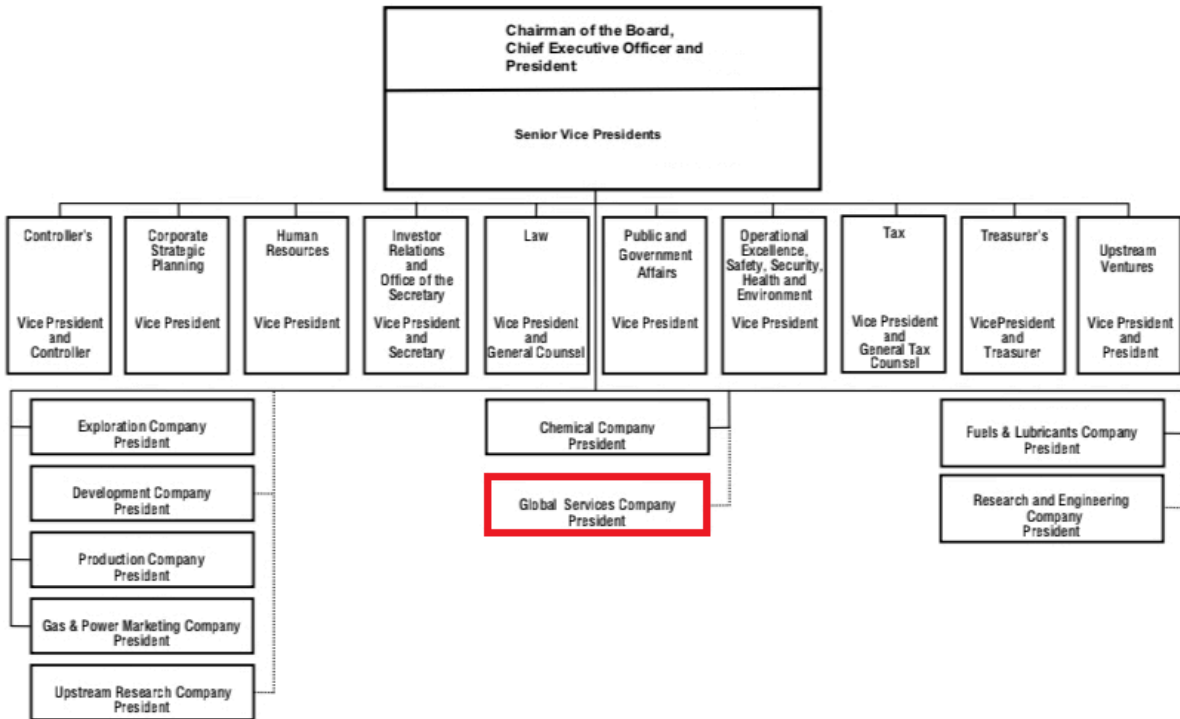 Chairman of the Board,
Chief Executive Officer and
President
Senior Vice Presidents
Controller's
Vice President
and
Controller
Corporate
Strategic
Planning
Vice President
Human
Resources
Vice President
Investor
Relations
and
Office of the
Secretary
Vice President
and
Secretary
Law
Vice President
and
General Counsel
Public and
Government
Affairs
Vice President
Operational
Excellence,
Safety, Security,
Health and
Environment
Vice President
Tax
Vice President
and
General Tax
Counsel
Treasurer's
VicePresident
and
Treasurer
Upstream
Ventures
Vice President
and
President
Exploration Company
President
Development Company
President
Production Company
President
Gas & Power Marketing Company
President
Upstream Research Company
President
Chemical Company
President
Global Services Company
President
Fuels & Lubricants Company
President
Research and Engineering
Company
President